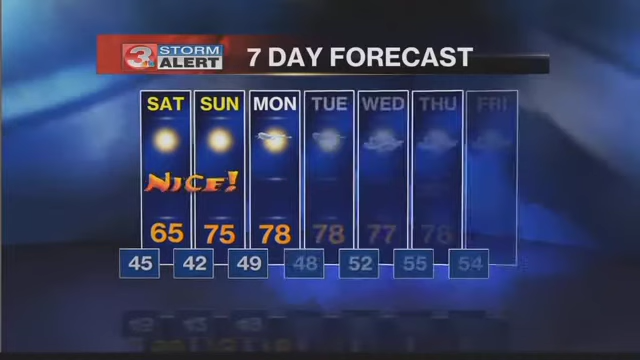 3 STORM ALERT 7 DAY FORECAST
SAT SUN MON TUE WED THU FRI
NICE!
65 75 78 78 77 78
45 42 49 48 52 55 54